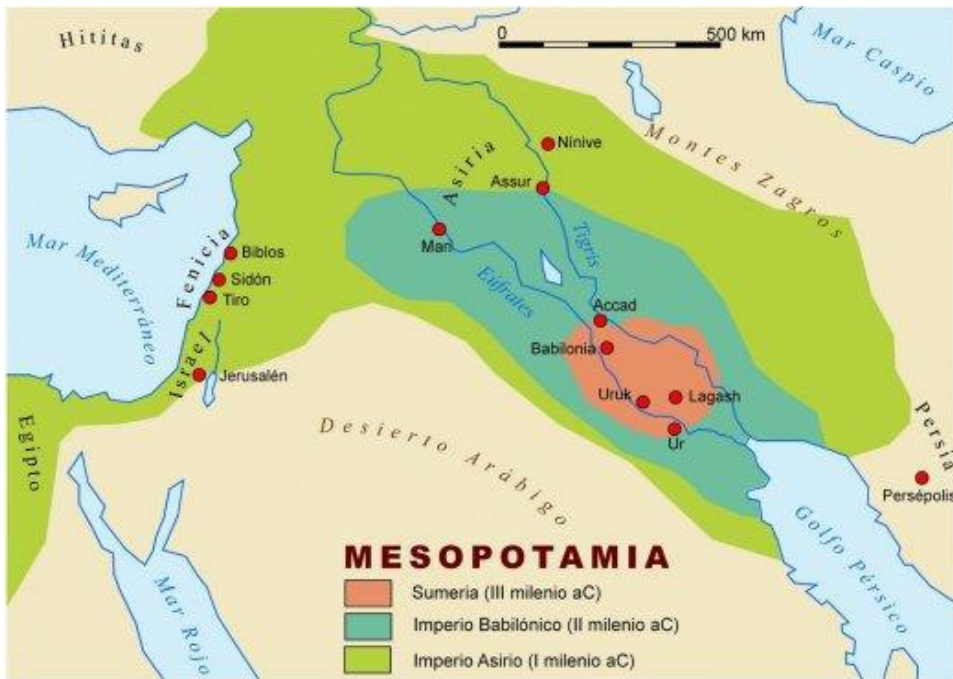 Hititas
0 500 km
Mar Caspio
Montes Zagros
Nínive
Asiria
Assur
Mari
Tigris
Eufrates
Fenicia
Biblos
Sidón
Tiro
Mar Mediterráneo
Accad
Babilonia
Israel
Jerusalén
Uruk
Lagash
Ur
Egipto
Desierto Arábigo
Persia
Persépolis
Golfo Pérsico
Mar Rojo
MESOPOTAMIA
Sumeria (III milenio aC)
Imperio Babilónico (II milenio aC)
Imperio Asirio (I milenio aC)